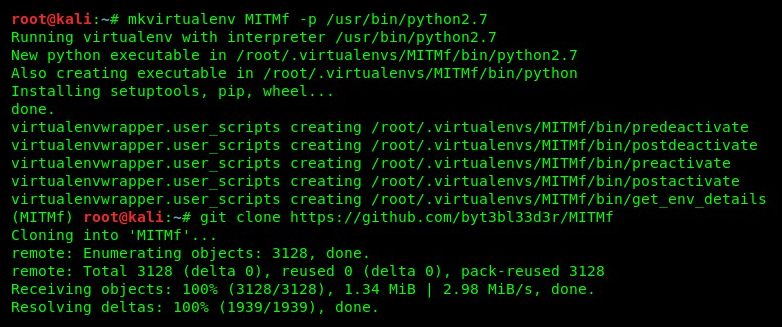 root@kali:~# mkvirtualenv MITMf -p /usr/bin/python2.7
Running virtualenv with interpreter /usr/bin/python2.7
New python executable in /root/.virtualenvs/MITMf/bin/python2.7
Also creating executable in /root/.virtualenvs/MITMf/bin/python
Installing setuptools, pip, wheel...
done.
virtualenvwrapper.user_scripts creating /root/.virtualenvs/MITMf/bin/predeactivate
virtualenvwrapper.user_scripts creating /root/.virtualenvs/MITMf/bin/postdeactivate
virtualenvwrapper.user_scripts creating /root/.virtualenvs/MITMf/bin/preactivate
virtualenvwrapper.user_scripts creating /root/.virtualenvs/MITMf/bin/postactivate
virtualenvwrapper.user_scripts creating /root/.virtualenvs/MITMf/bin/get_env_details
(MITMf) root@kali:~# git clone https://github.com/byt3bl33d3r/MITMf
Cloning into 'MITMf'...
remote: Enumerating objects: 3128, done.
remote: Total 3128 (delta 0), reused 0 (delta 0), pack-reused 3128
Receiving objects: 100% (3128/3128), 1.34 MiB | 2.98 MiB/s, done.
Resolving deltas: 100% (1939/1939), done.